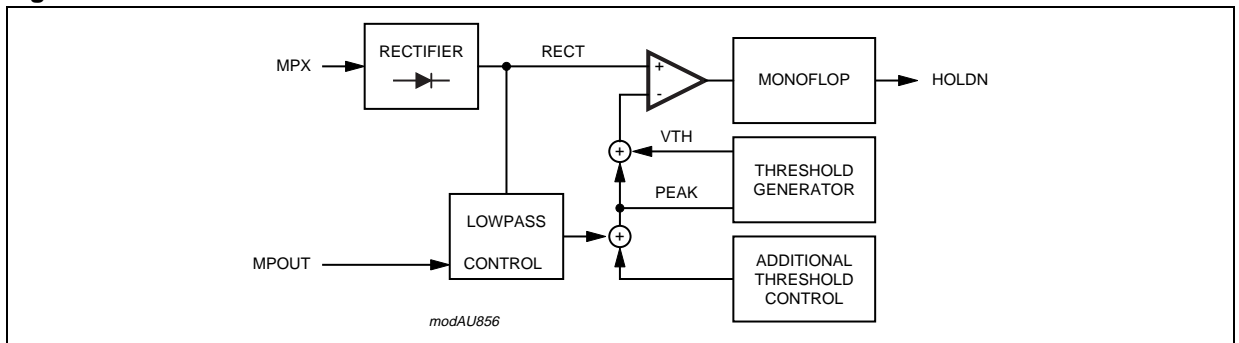 RECTIFIER
RECT
MPX
+
-
MONOFLOP
HOLDN
VTH
+
THRESHOLD
GENERATOR
PEAK
LOWPASS
CONTROL
+
MPOUT
ADDITIONAL
THRESHOLD
CONTROL
modAU856